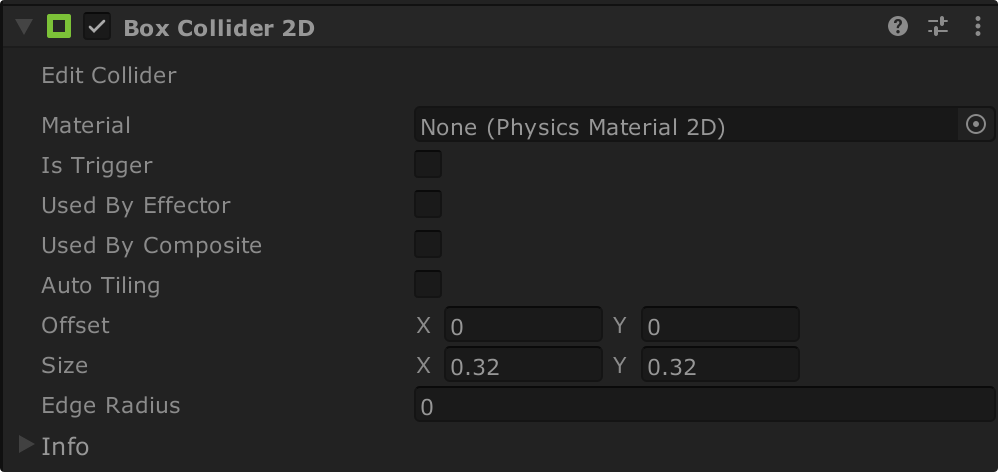 Box Collider 2D
Edit Collider
Material None (Physics Material 2D)
Is Trigger
Used By Effector
Used By Composite
Auto Tiling
Offset X 0 Y 0
Size X 0.32 Y 0.32
Edge Radius 0
Info